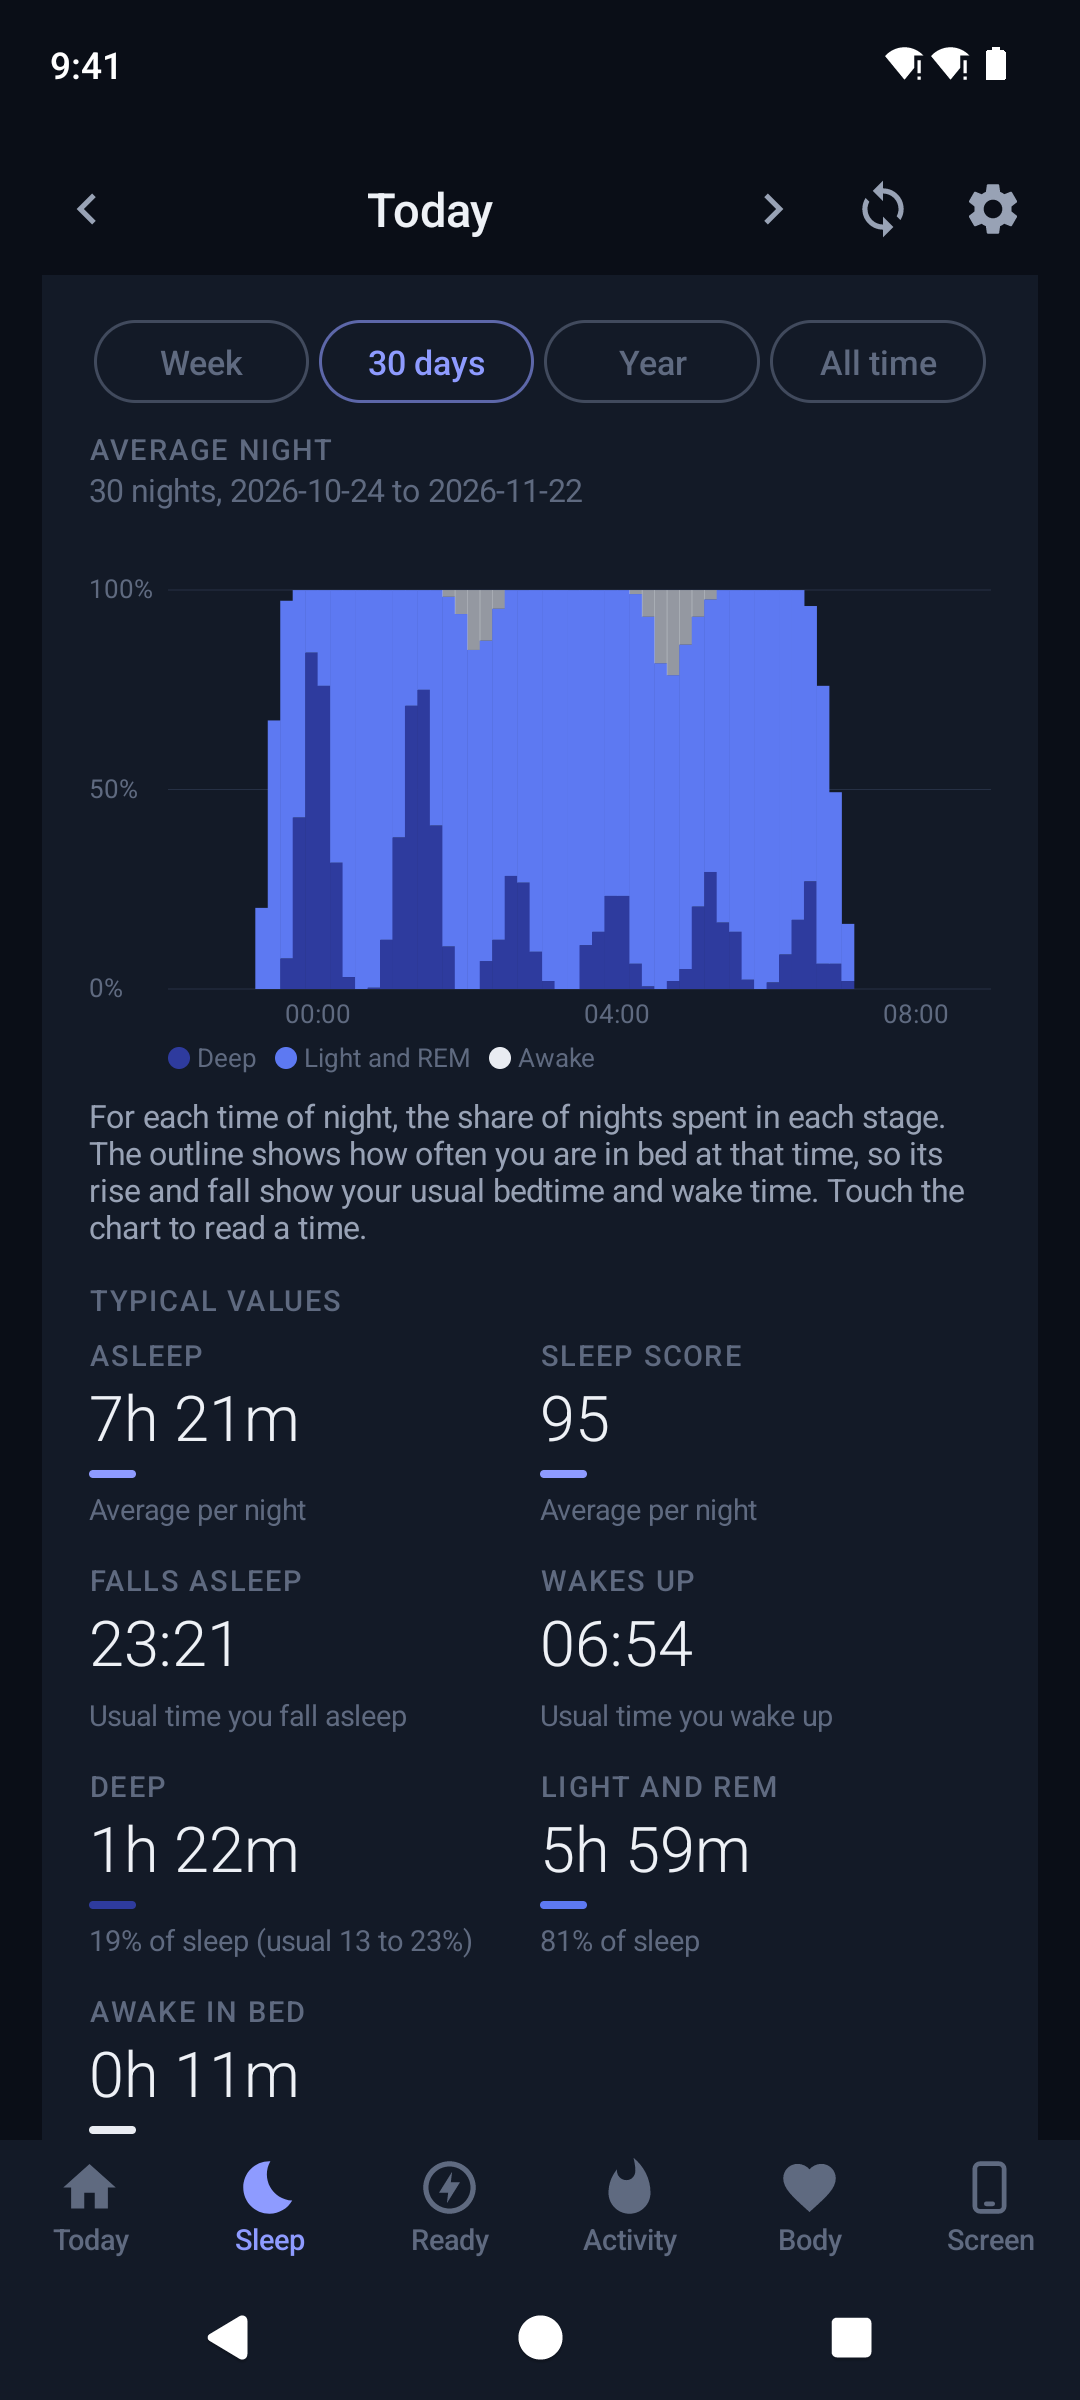 9:41
Today
Week
30 days
Year
All time
AVERAGE NIGHT
30 nights, 2026-10-24 to 2026-11-22
100%
50%
0%
00:00
04:00
08:00
Deep
Light and REM
Awake
For each time of night, the share of nights spent in each stage.
The outline shows how often you are in bed at that time, so its
rise and fall show your usual bedtime and wake time. Touch the
chart to read a time.
TYPICAL VALUES
ASLEEP
7h 21m
Average per night
SLEEP SCORE
95
Average per night
FALLS ASLEEP
23:21
Usual time you fall asleep
WAKES UP
06:54
Usual time you wake up
DEEP
1h 22m
19% of sleep (usual 13 to 23%)
LIGHT AND REM
5h 59m
81% of sleep
AWAKE IN BED
0h 11m
Today
Sleep
Ready
Activity
Body
Screen